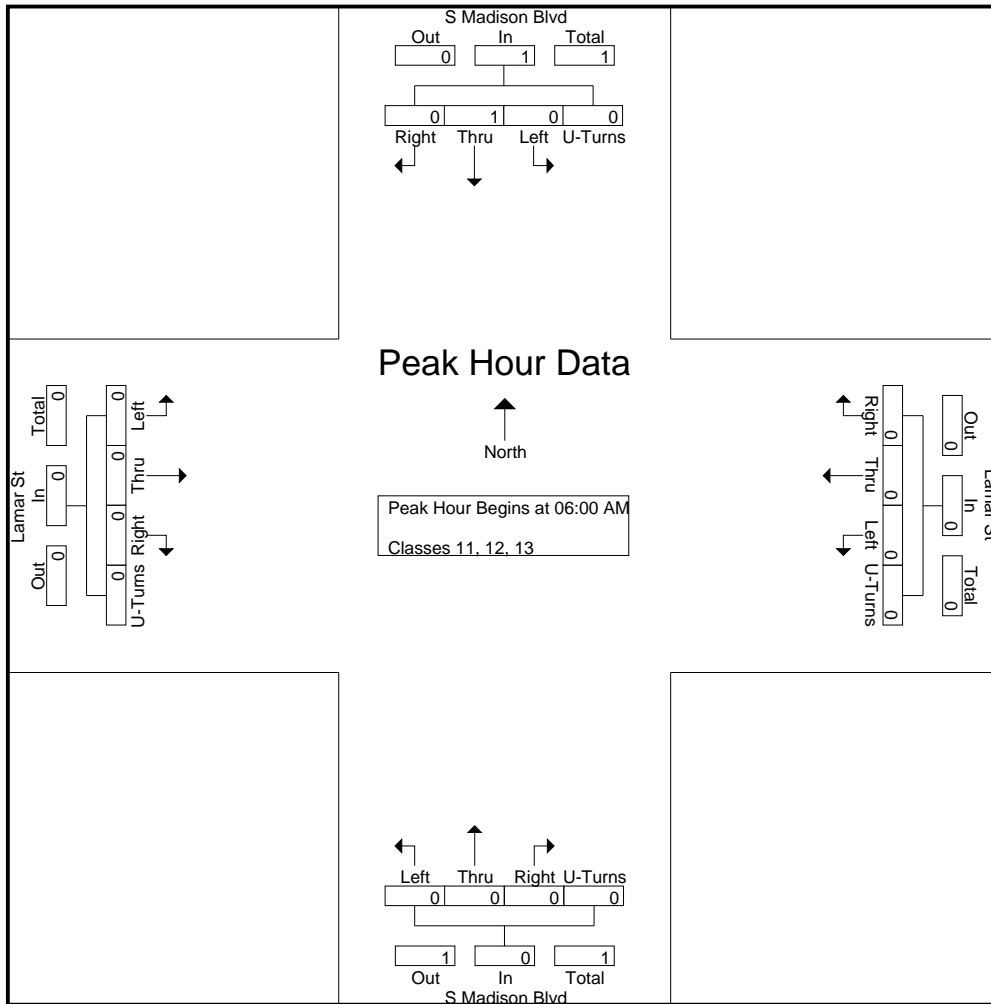 S Madison Blvd
Out In Total
0 1 1
0 1 0 0
Right Thru Left U-Turns
Peak Hour Data
North
Peak Hour Begins at 06:00 AM
Classes 11, 12, 13
Lamar St
Out In Total
0 0 0
0 0 0 0
U-Turns Right Thru Left
Lamar St
Out In Total
0 0 0
0 0 0 0
Right Thru Left U-Turns
Left Thru Right U-Turns
0 0 0 0
1 0 1
Out In Total
S Madison Blvd